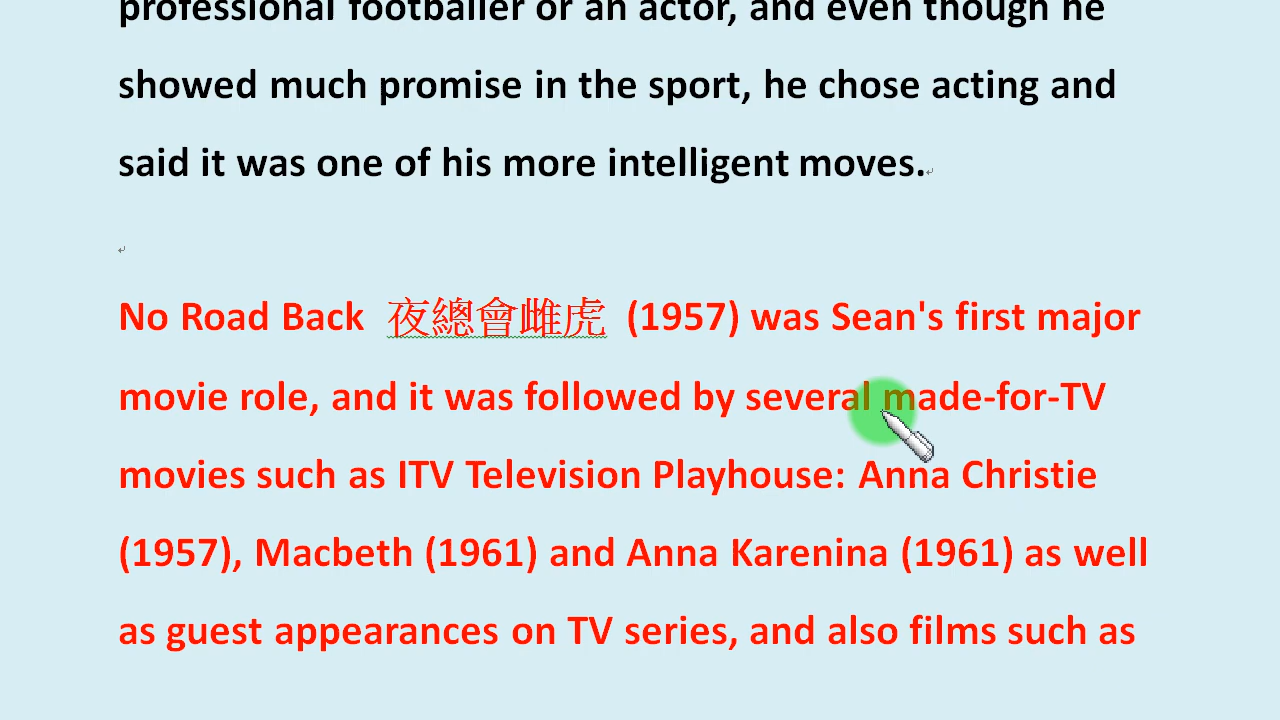 professional footballer or an actor, and even though he
showed much promise in the sport, he chose acting and
said it was one of his more intelligent moves.
No Road Back 夜總會雌虎 (1957) was Sean's first major
movie role, and it was followed by several made-for-TV
movies such as ITV Television Playhouse: Anna Christie
(1957), Macbeth (1961) and Anna Karenina (1961) as well
as guest appearances on TV series, and also films such as